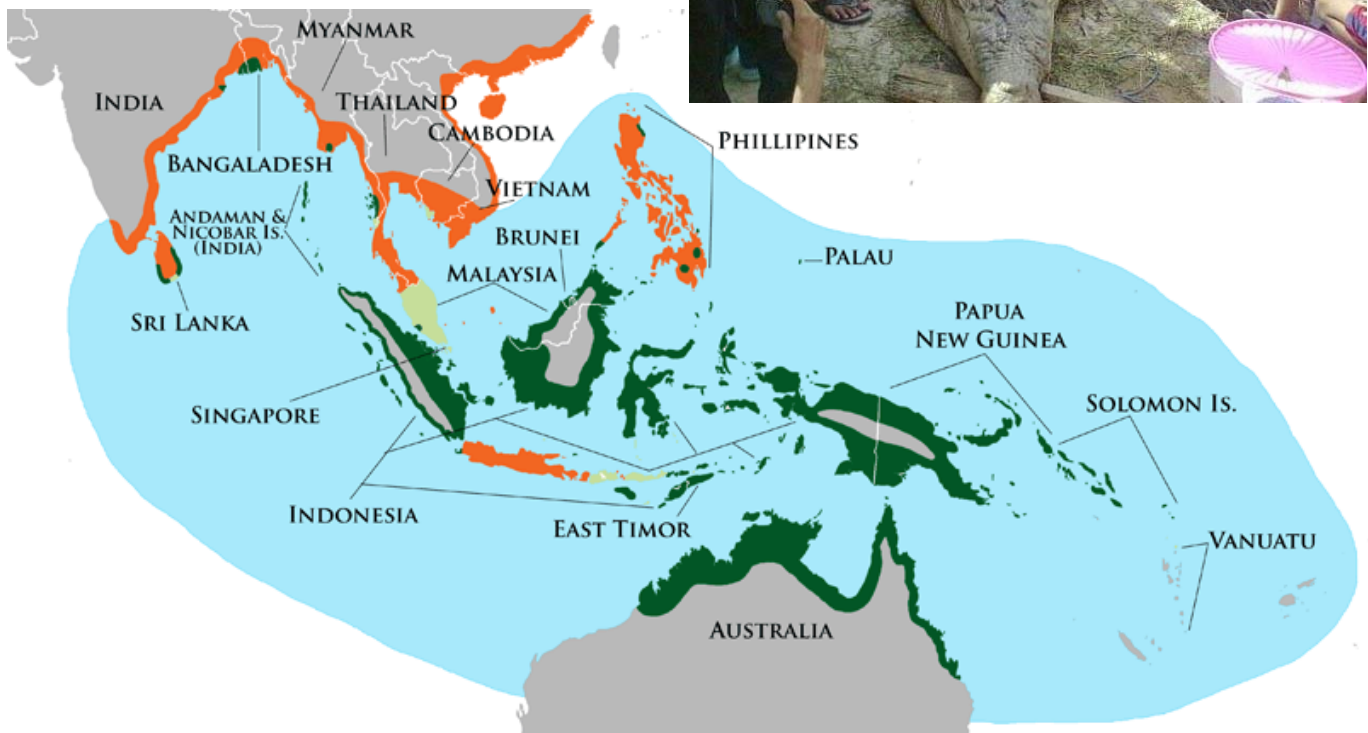 MYANMAR
INDIA
THAILAND
CAMBODIA
PHILLIPINES
BANGALADESH
VIETNAM
ANDAMAN &
NICOBAR IS.
(INDIA)
BRUNEI
MALAYSIA
PALAU
SRI LANKA
PAPUA
NEW GUINEA
SINGAPORE
SOLOMON IS.
INDONESIA
EAST TIMOR
VANUATU
AUSTRALIA